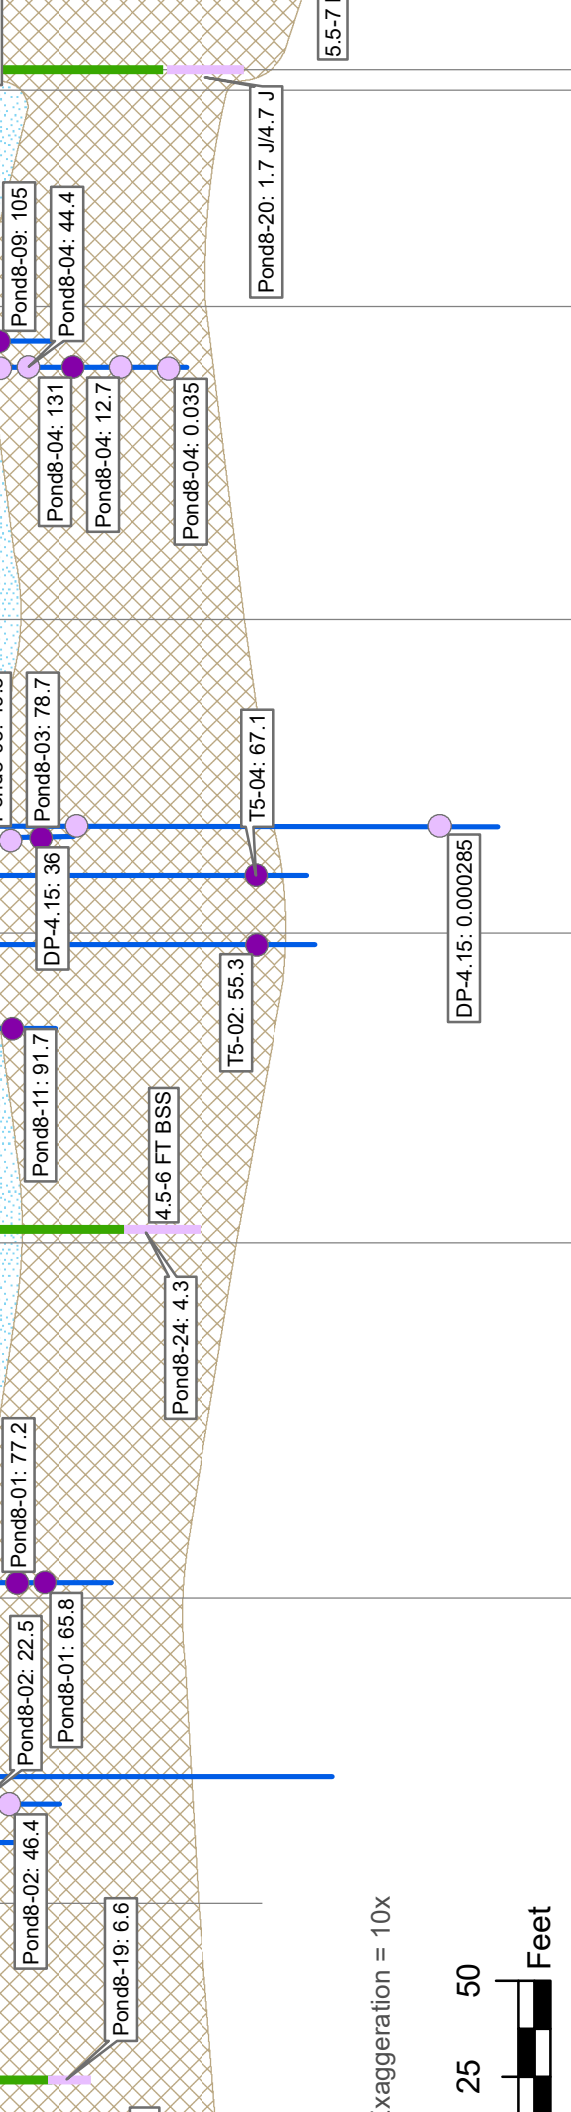 5.5-7
Pond8-20: 1.7 J/4.7 J
Pond8-09: 105
Pond8-04: 44.4
Pond8-04: 131
Pond8-04: 12.7
Pond8-04: 0.035
Pond8-03: 78.7
T5-04: 67.1
DP-4.15: 36
DP-4.15: 0.000285
T5-02: 55.3
Pond8-11: 91.7
4.5-6 FT BSS
Pond8-24: 4.3
Pond8-01: 77.2
Pond8-01: 65.8
Pond8-02: 22.5
Pond8-02: 46.4
Pond8-19: 6.6
xaggeration = 10x
25 50
Feet